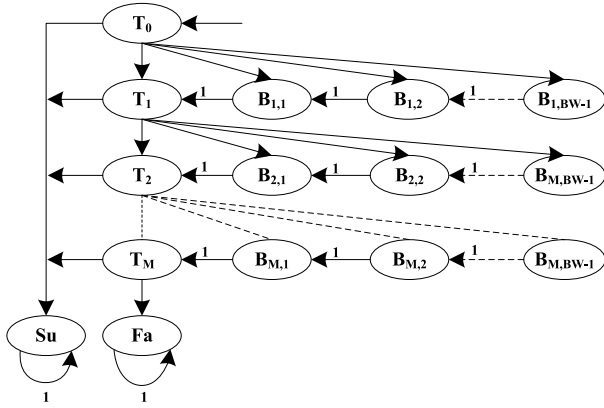 T0
T1 1 B1,1 1 B1,2 1 B1,BW-1
T2 1 B2,1 1 B2,2 1 BM,BW-1
TM 1 BM,1 1 BM,2 1 BM,BW-1
Su Fa
1 1